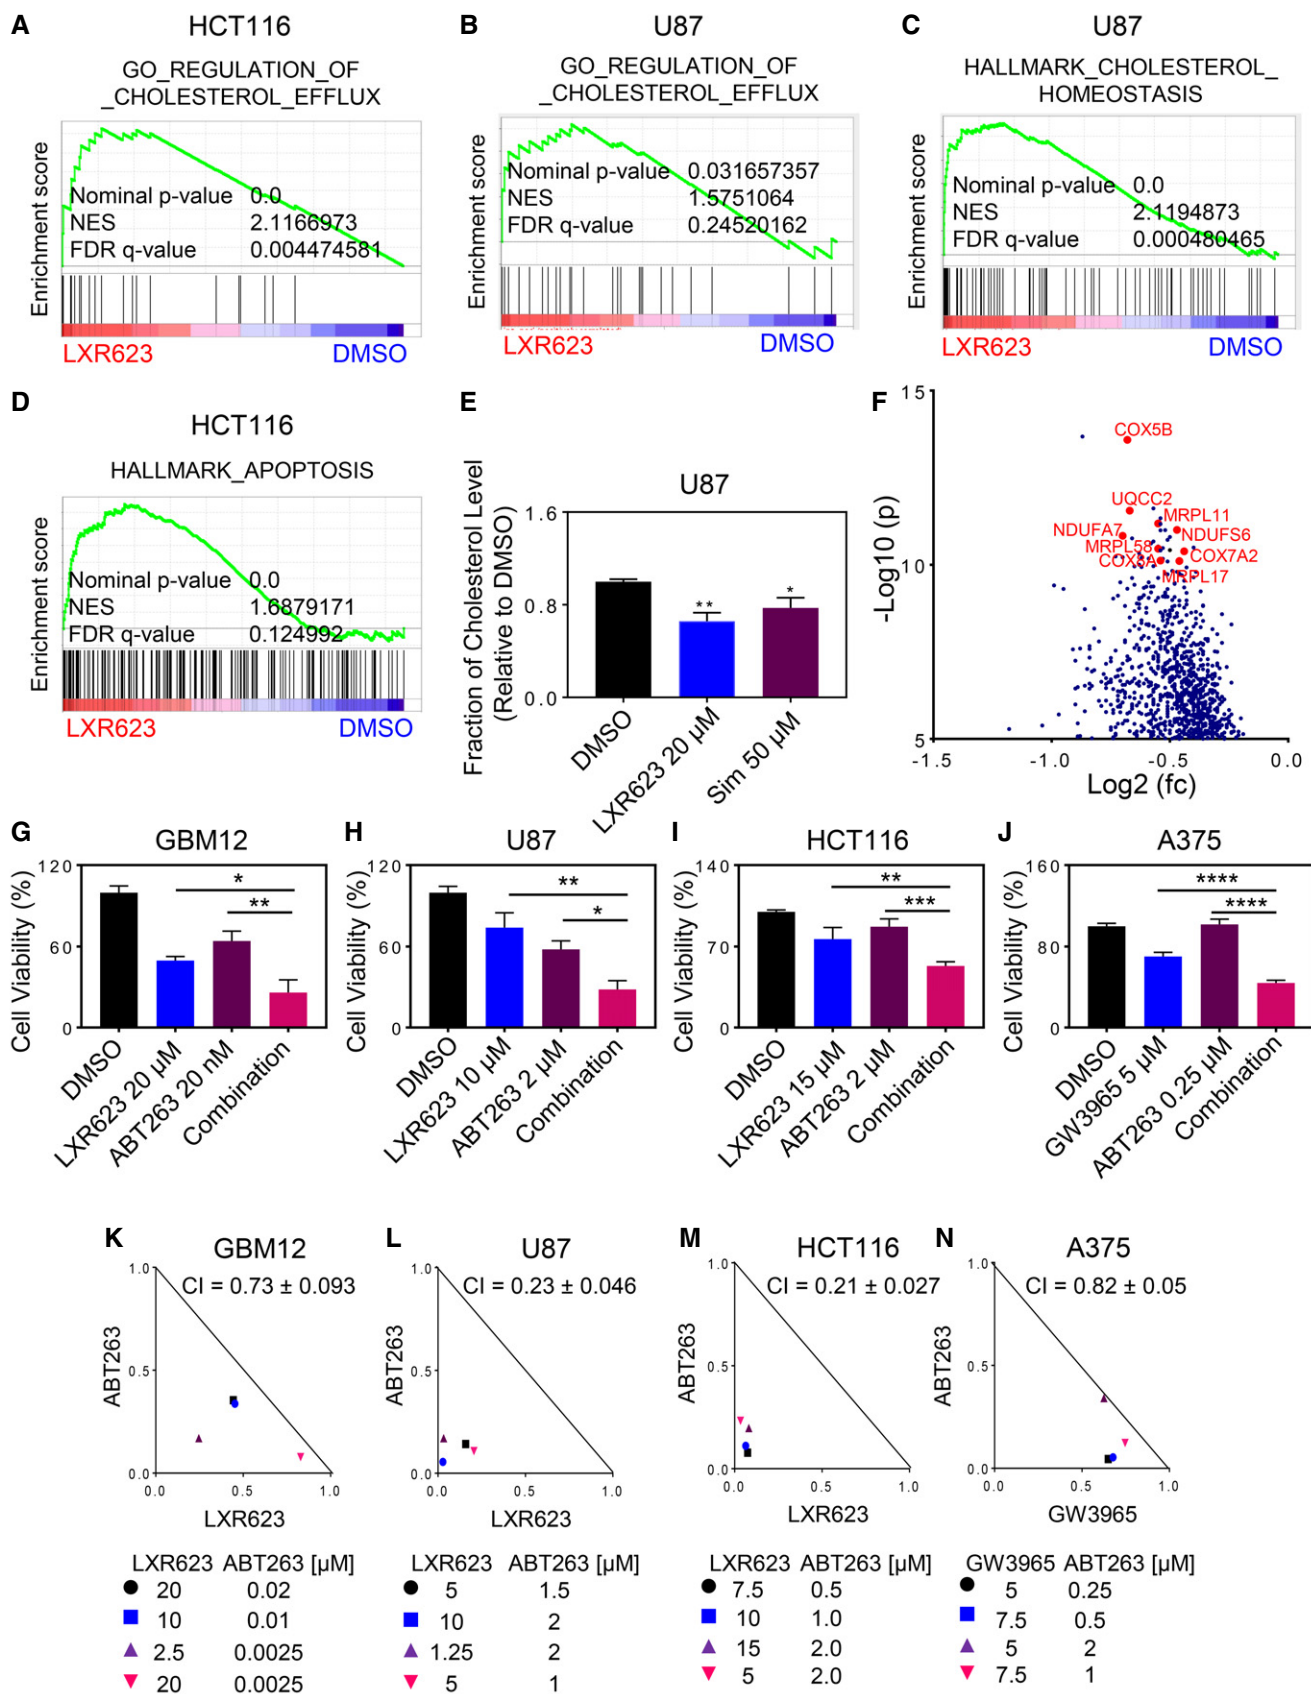 A
HCT116
GO_REGULATION_OF
_CHOLESTEROL_EFFLUX
Enrichment score
Nominal p-value 0.0
NES 2.1166973
FDR q-value 0.004474581
LXR623 DMSO
B
U87
GO_REGULATION_OF
_CHOLESTEROL_EFFLUX
Enrichment score
Nominal p-value 0.031657357
NES 1.5751064
FDR q-value 0.24520162
LXR623 DMSO
C
U87
HALLMARK_CHOLESTEROL_
HOMEOSTASIS
Enrichment score
Nominal p-value 0.0
NES 2.1194873
FDR q-value 0.000480465
LXR623 DMSO
D
HCT116
HALLMARK_APOPTOSIS
Enrichment score
Nominal p-value 0.0
NES 1.6879171
FDR q-value 0.124992
LXR623 DMSO
E
U87
Fraction of Cholesterol Level
(Relative to DMSO)
1.6
0.8
0.0
**
*
DMSO
LXR623 20 µM
Sim 50 µM
F
-Log10 (p)
15
10
5
COX5B
UQCC2
MRPL11
NDUFA7
NDUFS6
MRPL58
COX7A2
COX8A
MRPL17
-1.5 -1.0 -0.5 0.0
Log2 (fc)
G
GBM12
Cell Viability (%)
120
60
0
*
**
DMSO
LXR623 20 µM
ABT263 20 nM
Combination
H
U87
Cell Viability (%)
120
60
0
**
*
DMSO
LXR623 10 µM
ABT263 2 µM
Combination
I
HCT116
Cell Viability (%)
140
70
0
**
***
DMSO
LXR623 15 µM
ABT263 2 µM
Combination
J
A375
Cell Viability (%)
160
80
0
****
****
DMSO
GW3965 5 µM
ABT263 0.25 µM
Combination
K
GBM12
CI = 0.73 ± 0.093
ABT263
1.0
0.5
0.0
0.0 0.5 1.0
LXR623
LXR623 ABT263 [µM]
20 0.02
10 0.01
2.5 0.0025
20 0.0025
L
U87
CI = 0.23 ± 0.046
ABT263
1.0
0.5
0.0
0.0 0.5 1.0
LXR623
LXR623 ABT263 [µM]
5 1.5
10 2
1.25 2
5 1
M
HCT116
CI = 0.21 ± 0.027
ABT263
1.0
0.5
0.0
0.0 0.5 1.0
LXR623
LXR623 ABT263 [µM]
7.5 0.5
10 1.0
15 2.0
5 2.0
N
A375
CI = 0.82 ± 0.05
ABT263
1.0
0.5
0.0
0.0 0.5 1.0
GW3965
GW3965 ABT263 [µM]
5 0.25
7.5 0.5
5 2
7.5 1